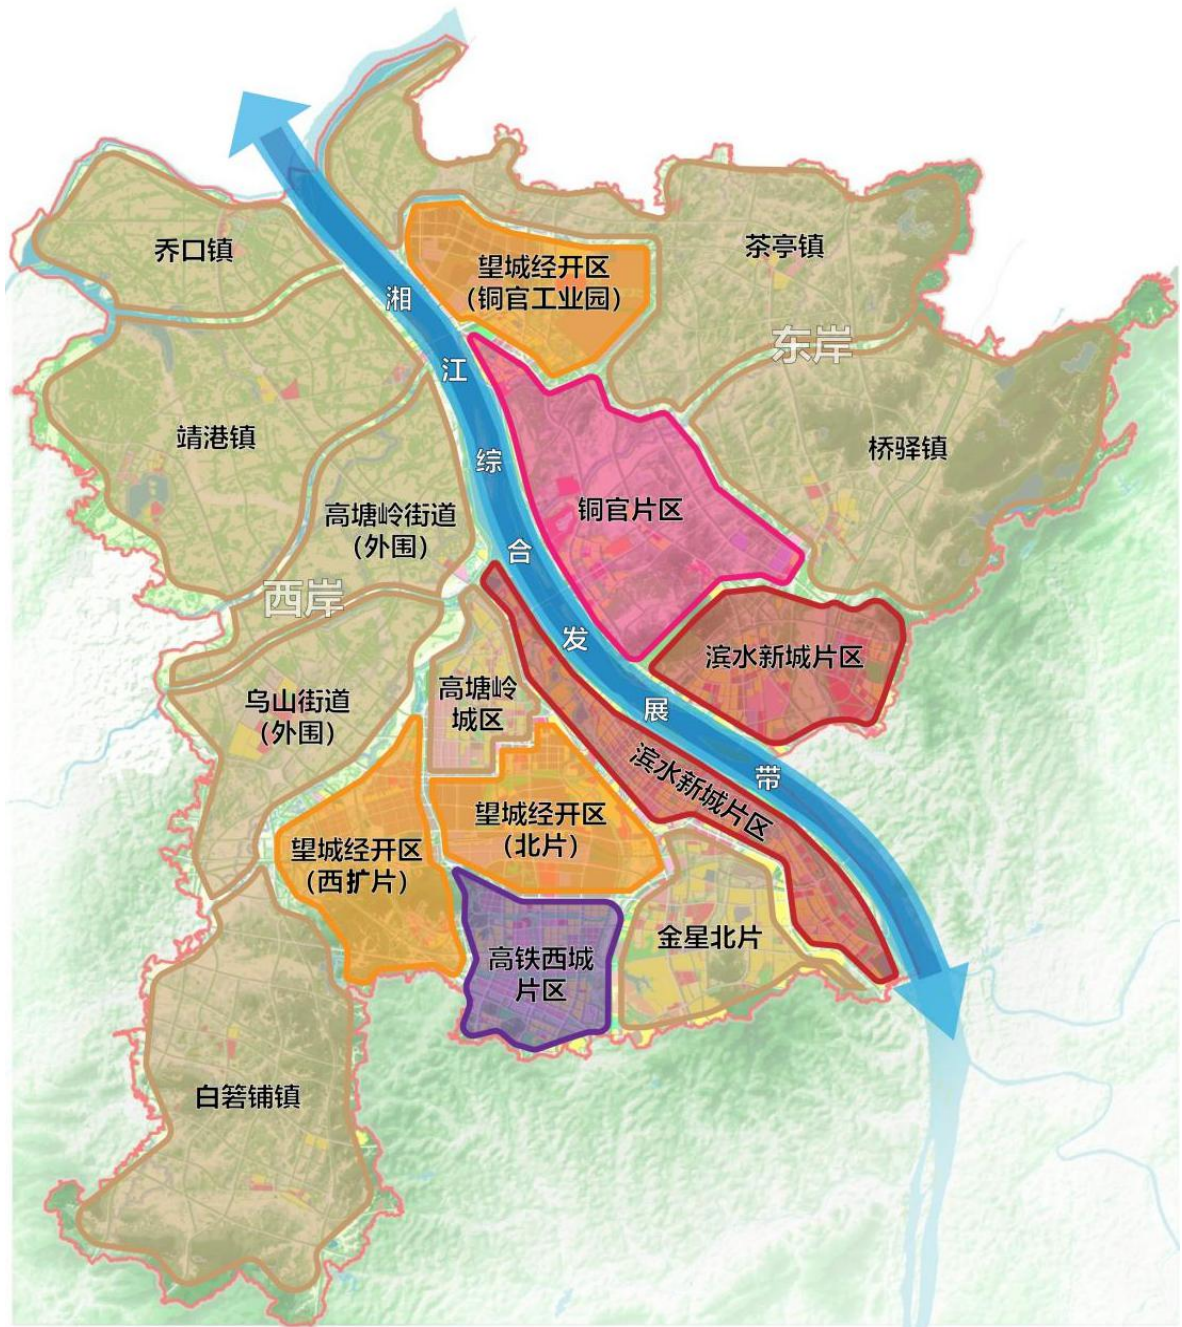 乔口镇
望城经开区
(铜官工业园)
茶亭镇
东岸
湘江综合发展带
靖港镇
桥驿镇
高塘岭街道
(外围)
铜官片区
西岸
滨水新城片区
乌山街道
(外围)
高塘岭
城区
滨水新城片区
望城经开区
(北片)
望城经开区
(西扩片)
金星北片
高铁西城
片区
白箬铺镇